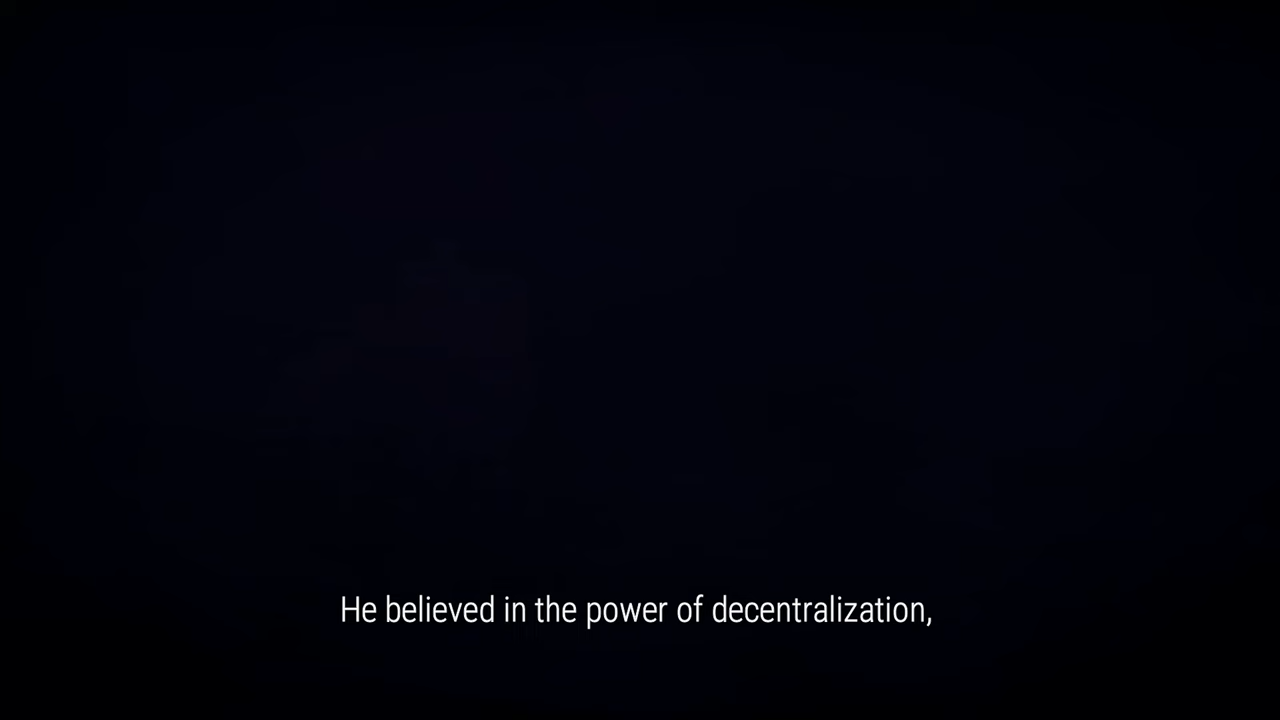 He believed in the power of decentralization,